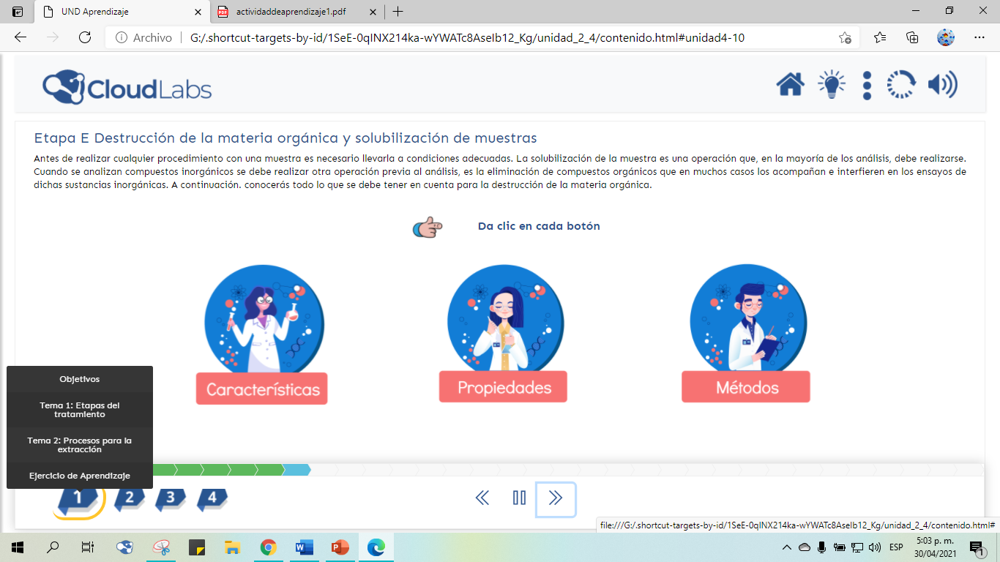 UND Aprendizaje
actividaddeaprendizaje1.pdf
Archivo
G:/.shortcut-targets-by-id/1SeE-0qINX214ka-wYWATc8AseIb12_Kg/unidad_2_4/contenido.html#unidad4-10
CloudLabs
Etapa E Destrucción de la materia orgánica y solubilización de muestras
Antes de realizar cualquier procedimiento con una muestra es necesario llevarla a condiciones adecuadas. La solubilización de la muestra es una operación que, en la mayoría de los análisis, debe realizarse.
Cuando se analizan compuestos inorgánicos se debe realizar otra operación previa al análisis, es la eliminación de compuestos orgánicos que en muchos casos los acompañan e interfieren en los ensayos de
dichas sustancias inorgánicas. A continuación. conocerás todo lo que se debe tener en cuenta para la destrucción de la materia orgánica.
Da clic en cada botón
Características
Propiedades
Métodos
Objetivos
Tema 1: Etapas del
tratamiento
Tema 2: Procesos para la
extracción
Ejercicio de Aprendizaje
1 2 3 4
file:///G:/.shortcut-targets-by-id/1SeE-0qINX214ka-wYWATc8AseIb12_Kg/unidad_2_4/contenido.html#
ESP
5:03 p. m.
30/04/2021
1